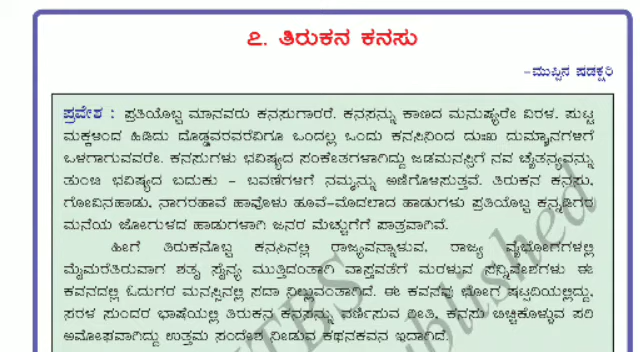 ೭. ತಿರುಕನ ಕನಸು
-ಮುಪ್ಪಿನ ಷಡಕ್ಷರಿ
ಪ್ರವೇಶ : ಪ್ರತಿಯೊಬ್ಬ ಮಾನವರು ಕನಸುಗಾರರೆ. ಕನಸನ್ನು ಕಾಣದ ಮನುಷ್ಯರೇ ವಿರಳ. ಪುಟ್ಟ
ಮಕ್ಕಳಿಂದ ಹಿಡಿದು ದೊಡ್ಡವರವರೆವಿಗೂ ಒಂದಲ್ಲ ಒಂದು ಕನಸಿನಿಂದ ದುಃಖ ದುಮ್ಮಾನಗಳಿಗೆ
ಒಳಗಾಗುವವರೇ. ಕನಸುಗಳು ಭವಿಷ್ಯದ ಸಂಕೇತಗಳಾಗಿದ್ದು ಜಡಮನಸ್ಸಿಗೆ ನವ ಚೈತನ್ಯವನ್ನು
ತುಂಬಿ ಭವಿಷ್ಯದ ಬದುಕು – ಬವಣೆಗಳಿಗೆ ನಮ್ಮನ್ನು ಅಣಿಗೊಳಿಸುತ್ತವೆ. ತಿರುಕನ ಕನಸು,
ಗೋವಿನಹಾಡು, ನಾಗರಹಾವೆ ಹಾವೊಳು ಹೂವೆ–ಮೊದಲಾದ ಹಾಡುಗಳು ಪ್ರತಿಯೊಬ್ಬ ಕನ್ನಡಿಗರ
ಮನೆಯ ಜೋಗುಳದ ಹಾಡುಗಳಾಗಿ ಜನರ ಮೆಚ್ಚುಗೆಗೆ ಪಾತ್ರವಾಗಿವೆ.
ಹೀಗೆ ತಿರುಕನೊಬ್ಬ ಕನಸಿನಲ್ಲಿ ರಾಜ್ಯವನ್ನಾಳುವ, ರಾಜ್ಯ ವೈಭೋಗಗಳಲ್ಲಿ
ಮೈಮರೆತಿರುವಾಗ ಶತೃ ಸೈನ್ಯ ಮುತ್ತಿದಂತಾಗಿ ವಾಸ್ತವತೆಗೆ ಮರಳುವ ಸನ್ನಿವೇಶಗಳು ಈ
ಕವನದಲ್ಲಿ ಓದುಗರ ಮನಸ್ಸಿನಲ್ಲಿ ಸದಾ ನಿಲ್ಲುವಂತಾಗಿದೆ. ಈ ಕವನವು ಭೋಗ ಷಟ್ಪದಿಯಲ್ಲಿದ್ದು,
ಸರಳ ಸುಂದರ ಭಾಷೆಯಲ್ಲಿ ತಿರುಕನ ಕನಸನ್ನು ವರ್ಣಿಸುವ ರೀತಿ, ಕನಸು ಬಿಚ್ಚಿಕೊಳ್ಳುವ ಪರಿ
ಅಮೋಘವಾಗಿದ್ದು ಉತ್ತಮ ಸಂದೇಶ ನೀಡುವ ಕಥನಕವನ ಇದಾಗಿದೆ.